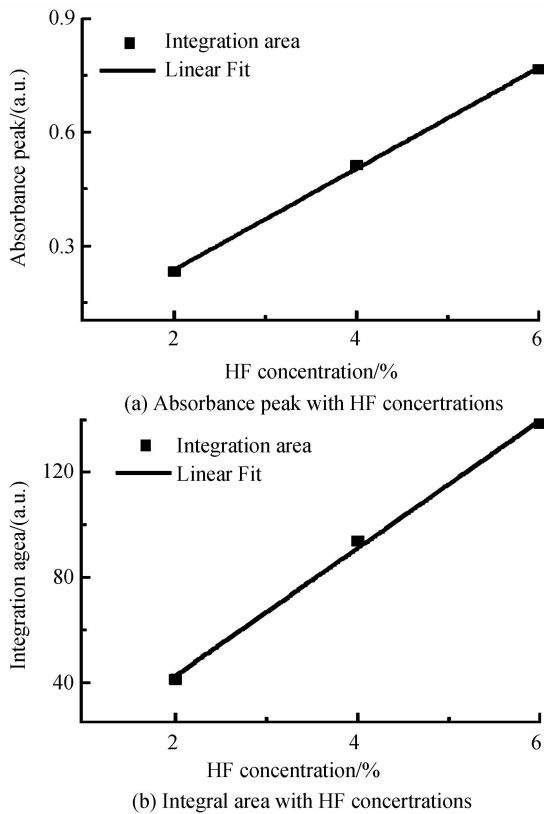 0.9
Integration area
Linear Fit
0.6
0.3
Absorbance peak/(a.u.)
2 4 6
HF concentration/%
(a) Absorbance peak with HF concertrations
Integration area
Linear Fit
120
80
40
Integration agea/(a.u.)
2 4 6
HF concentration/%
(b) Integral area with HF concertrations